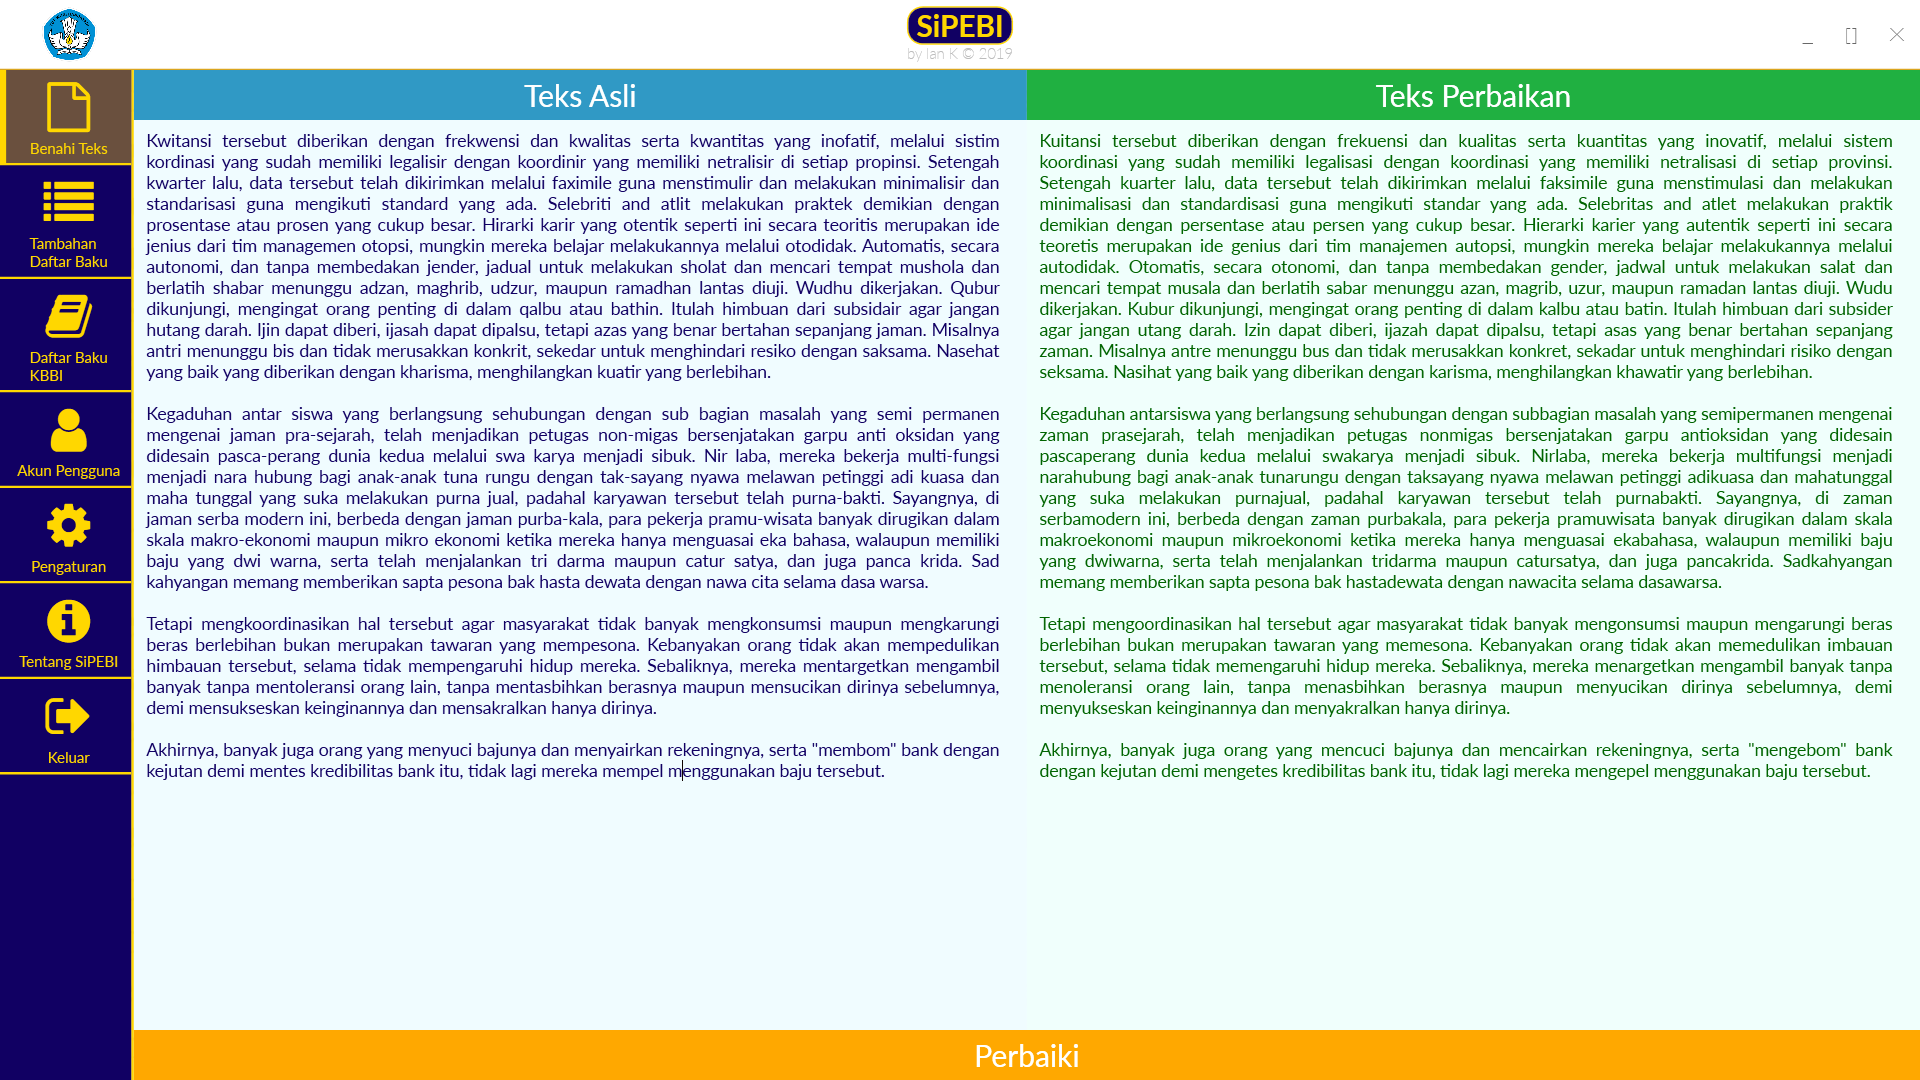 SiPEBI
by Ian K © 2019
Benahi Teks
Tambahan
Daftar Baku
Daftar Baku
KBBI
Akun Pengguna
Pengaturan
Tentang SiPEBI
Keluar
Teks Asli
Kwitansi tersebut diberikan dengan frekwensi dan kwalitas serta kwantitas yang inofatif, melalui sistim
kordinasi yang sudah memiliki legalisir dengan koordinir yang memiliki netralisir di setiap propinsi. Setengah
kwarter lalu, data tersebut telah dikirimkan melalui faximile guna menstimulir dan melakukan minimalisir dan
standarisasi guna mengikuti standard yang ada. Selebriti and atlit melakukan praktek demikian dengan
prosentase atau prosen yang cukup besar. Hirarki karir yang otentik seperti ini secara teoritis merupakan ide
jenius dari tim managemen otopsi, mungkin mereka belajar melakukannya melalui otodidak. Automatis, secara
autonomi, dan tanpa membedakan jender, jadual untuk melakukan sholat dan mencari tempat mushola dan
berlatih shabar menunggu adzan, maghrib, udzur, maupun ramadhan lantas diuji. Wudhu dikerjakan. Qubur
dikunjungi, mengingat orang penting di dalam qalbu atau bathin. Itulah himbuan dari subsidair agar jangan
hutang darah. Ijin dapat diberi, ijasah dapat dipalsu, tetapi azas yang benar bertahan sepanjang jaman. Misalnya
antri menunggu bis dan tidak merusakkan konkrit, sekedar untuk menghindari resiko dengan saksama. Nasehat
yang baik yang diberikan dengan kharisma, menghilangkan kuatir yang berlebihan.
Kegaduhan antar siswa yang berlangsung sehubungan dengan sub bagian masalah yang semi permanen
mengenai jaman pra-sejarah, telah menjadikan petugas non-migas bersenjatakan garpu anti oksidan yang
didesain pasca-perang dunia kedua melalui swa karya menjadi sibuk. Nir laba, mereka bekerja multi-fungsi
menjadi nara hubung bagi anak-anak tuna rungu dengan tak-sayang nyawa melawan petinggi adi kuasa dan
maha tunggal yang suka melakukan purna jual, padahal karyawan tersebut telah purna-bakti. Sayangnya, di
jaman serba modern ini, berbeda dengan jaman purba-kala, para pekerja pramu-wisata banyak dirugikan dalam
skala makro-ekonomi maupun mikro ekonomi ketika mereka hanya menguasai eka bahasa, walaupun memiliki
baju yang dwi warna, serta telah menjalankan tri darma maupun catur satya, dan juga panca krida. Sad
kahyangan memang memberikan sapta pesona bak hasta dewata dengan nawa cita selama dasa warsa.
Tetapi mengkoordinasikan hal tersebut agar masyarakat tidak banyak mengkonsumsi maupun mengkarungi
beras berlebihan bukan merupakan tawaran yang mempesona. Kebanyakan orang tidak akan mempedulikan
himbauan tersebut, selama tidak mempengaruhi hidup mereka. Sebaliknya, mereka mentargetkan mengambil
banyak tanpa mentoleransi orang lain, tanpa mentasbihkan berasnya maupun mensucikan dirinya sebelumnya,
demi mensukseskan keinginannya dan mensakralkan hanya dirinya.
Akhirnya, banyak juga orang yang menyuci bajunya dan menyairkan rekeningnya, serta "membom" bank dengan
kejutan demi mentes kredibilitas bank itu, tidak lagi mereka mempel menggunakan baju tersebut.
Teks Perbaikan
Kuitansi tersebut diberikan dengan frekuensi dan kualitas serta kuantitas yang inovatif, melalui sistem
koordinasi yang sudah memiliki legalisasi dengan koordinasi yang memiliki netralisasi di setiap provinsi.
Setengah kuarter lalu, data tersebut telah dikirimkan melalui faksimile guna menstimulasi dan melakukan
minimalisasi dan standardisasi guna mengikuti standar yang ada. Selebritas and atlet melakukan praktik
demikian dengan persentase atau persen yang cukup besar. Hierarki karier yang autentik seperti ini secara
teoretis merupakan ide genius dari tim manajemen autopsi, mungkin mereka belajar melakukannya melalui
autodidak. Otomatis, secara otonomi, dan tanpa membedakan gender, jadwal untuk melakukan salat dan
mencari tempat musala dan berlatih sabar menunggu azan, magrib, uzur, maupun ramadan lantas diuji. Wudu
dikerjakan. Kubur dikunjungi, mengingat orang penting di dalam kalbu atau batin. Itulah himbuan dari subsider
agar jangan utang darah. Izin dapat diberi, ijazah dapat dipalsu, tetapi asas yang benar bertahan sepanjang
zaman. Misalnya antre menunggu bus dan tidak merusakkan konkret, sekadar untuk menghindari risiko dengan
seksama. Nasihat yang baik yang diberikan dengan karisma, menghilangkan khawatir yang berlebihan.
Kegaduhan antarsiswa yang berlangsung sehubungan dengan subbagian masalah yang semipermanen mengenai
zaman prasejarah, telah menjadikan petugas nonmigas bersenjatakan garpu antioksidan yang didesain
pascaperang dunia kedua melalui swakarya menjadi sibuk. Nirlaba, mereka bekerja multifungsi menjadi
narahubung bagi anak-anak tunarungu dengan taksayang nyawa melawan petinggi adikuasa dan mahatunggal
yang suka melakukan purnajual, padahal karyawan tersebut telah purnabakti. Sayangnya, di zaman
serbamodern ini, berbeda dengan zaman purbakala, para pekerja pramuwisata banyak dirugikan dalam skala
makroekonomi maupun mikroekonomi ketika mereka hanya menguasai ekabahasa, walaupun memiliki baju
yang dwiwarna, serta telah menjalankan tridarma maupun catursatya, dan juga pancakrida. Sadkahyangan
memang memberikan sapta pesona bak hastadewata dengan nawacita selama dasawarsa.
Tetapi mengoordinasikan hal tersebut agar masyarakat tidak banyak mengonsumsi maupun mengarungi beras
berlebihan bukan merupakan tawaran yang memesona. Kebanyakan orang tidak akan memedulikan imbauan
tersebut, selama tidak memengaruhi hidup mereka. Sebaliknya, mereka menargetkan mengambil banyak tanpa
menoleransi orang lain, tanpa menasbihkan berasnya maupun menyucikan dirinya sebelumnya, demi
menyukseskan keinginannya dan menyakralkan hanya dirinya.
Akhirnya, banyak juga orang yang mencuci bajunya dan mencairkan rekeningnya, serta "mengebom" bank
dengan kejutan demi mengetes kredibilitas bank itu, tidak lagi mereka mengepel menggunakan baju tersebut.
Perbaiki